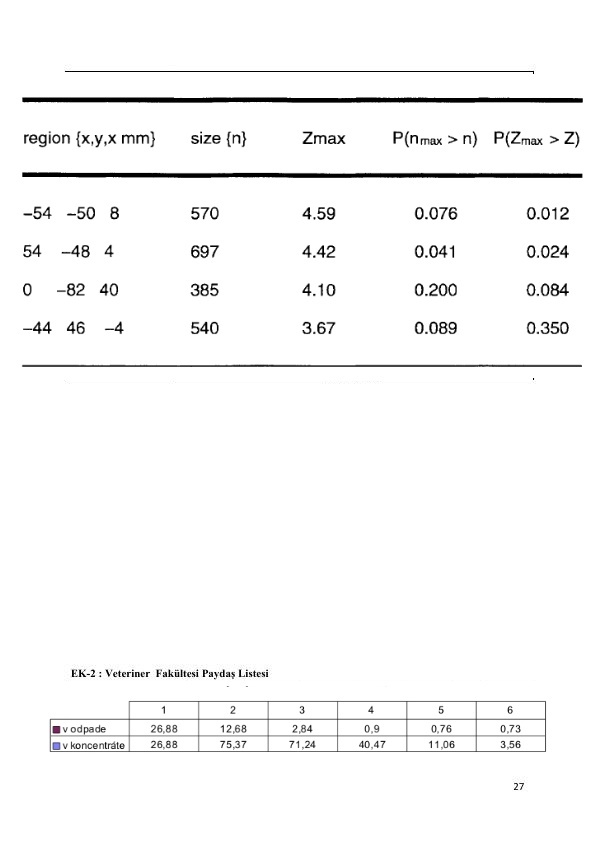 region {x,y,x mm} size {n} Zmax P(nmax > n) P(Zmax > Z)
−54 −50 8 570 4.59 0.076 0.012
54 −48 4 697 4.42 0.041 0.024
0 −82 40 385 4.10 0.200 0.084
−44 46 −4 540 3.67 0.089 0.350
EK-2 : Veteriner Fakültesi Paydaş Listesi
1 2 3 4 5 6
v odpade 26,88 12,68 2,84 0,9 0,76 0,73
v koncentráte 26,88 75,37 71,24 40,47 11,06 3,56
27